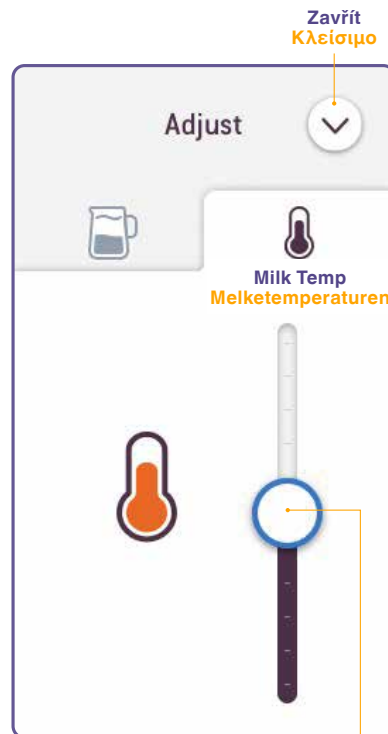 Zavřít
Κλείσιμο
Adjust
Milk Temp
Melketemperaturen